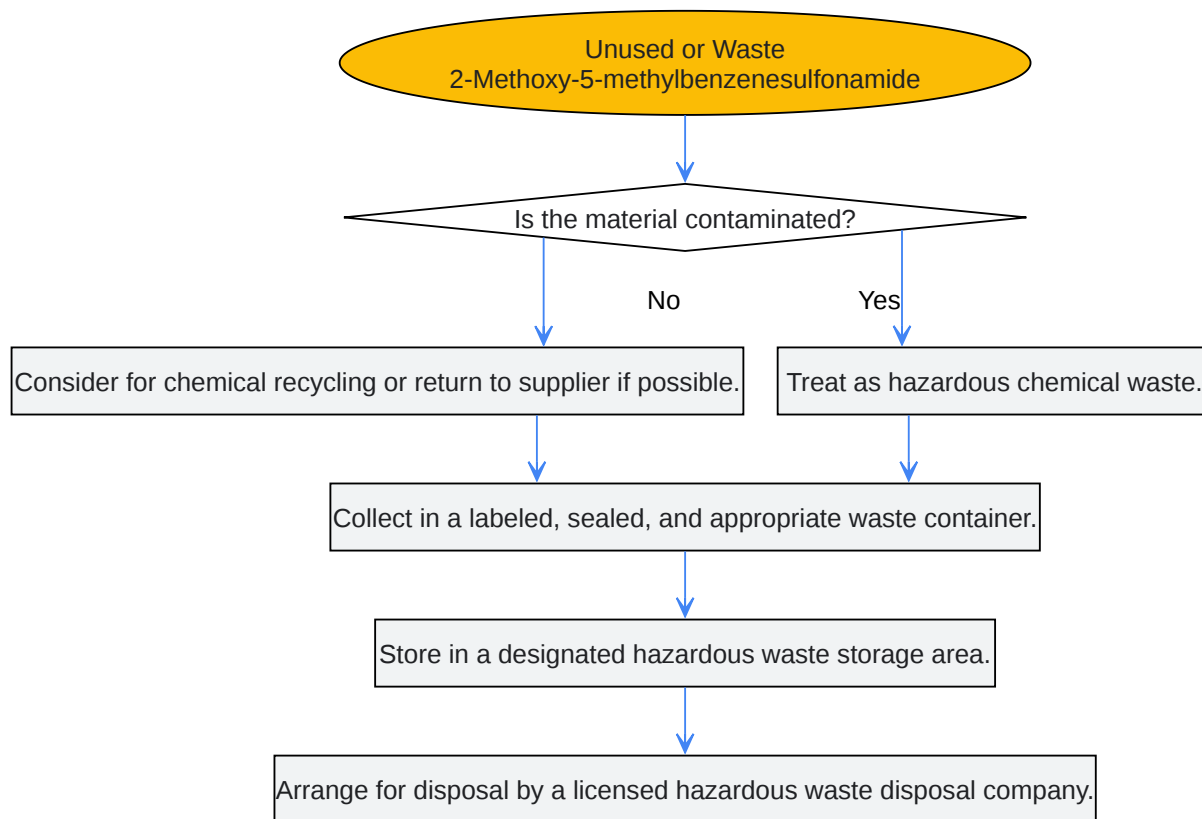 Unused or Waste
2-Methoxy-5-methylbenzenesulfonamide
Is the material contaminated?
No
Yes
Consider for chemical recycling or return to supplier if possible.
Treat as hazardous chemical waste.
Collect in a labeled, sealed, and appropriate waste container.
Store in a designated hazardous waste storage area.
Arrange for disposal by a licensed hazardous waste disposal company.